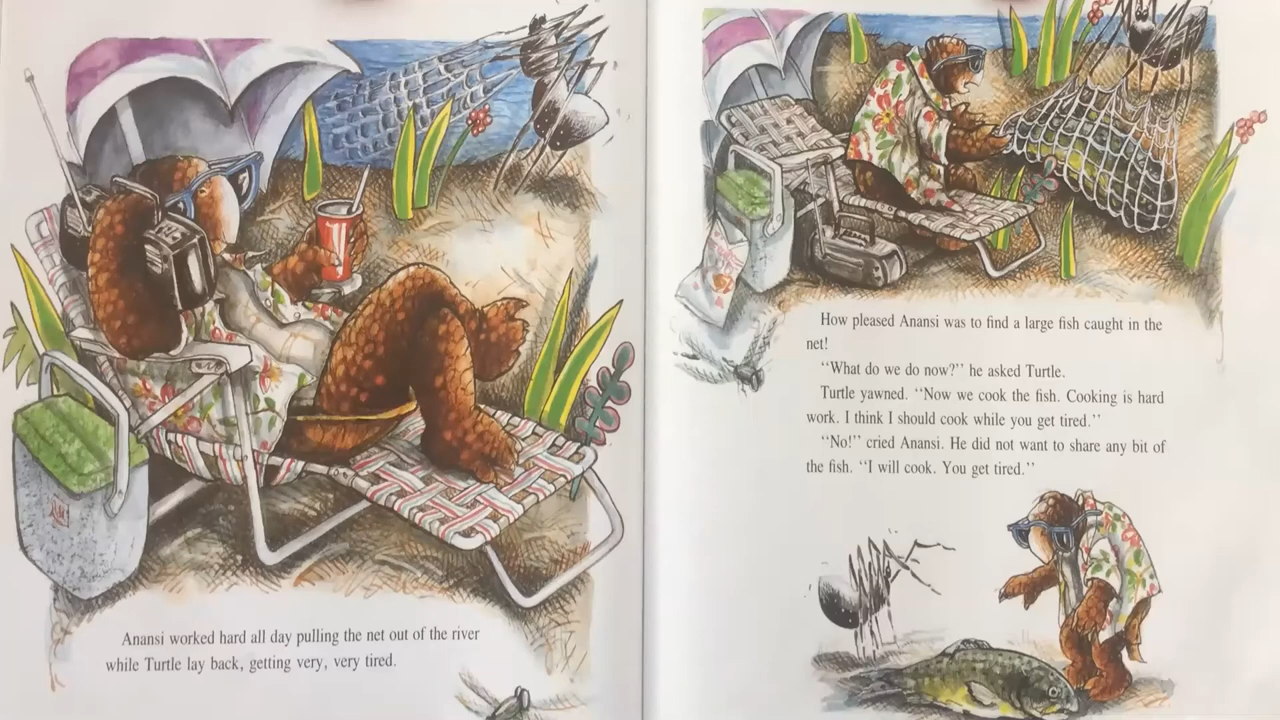 Anansi worked hard all day pulling the net out of the river
while Turtle lay back, getting very, very tired.
How pleased Anansi was to find a large fish caught in the
net!
“What do we do now?” he asked Turtle.
Turtle yawned. “Now we cook the fish. Cooking is hard
work. I think I should cook while you get tired.”
“No!” cried Anansi. He did not want to share any bit of
the fish. “I will cook. You get tired.”